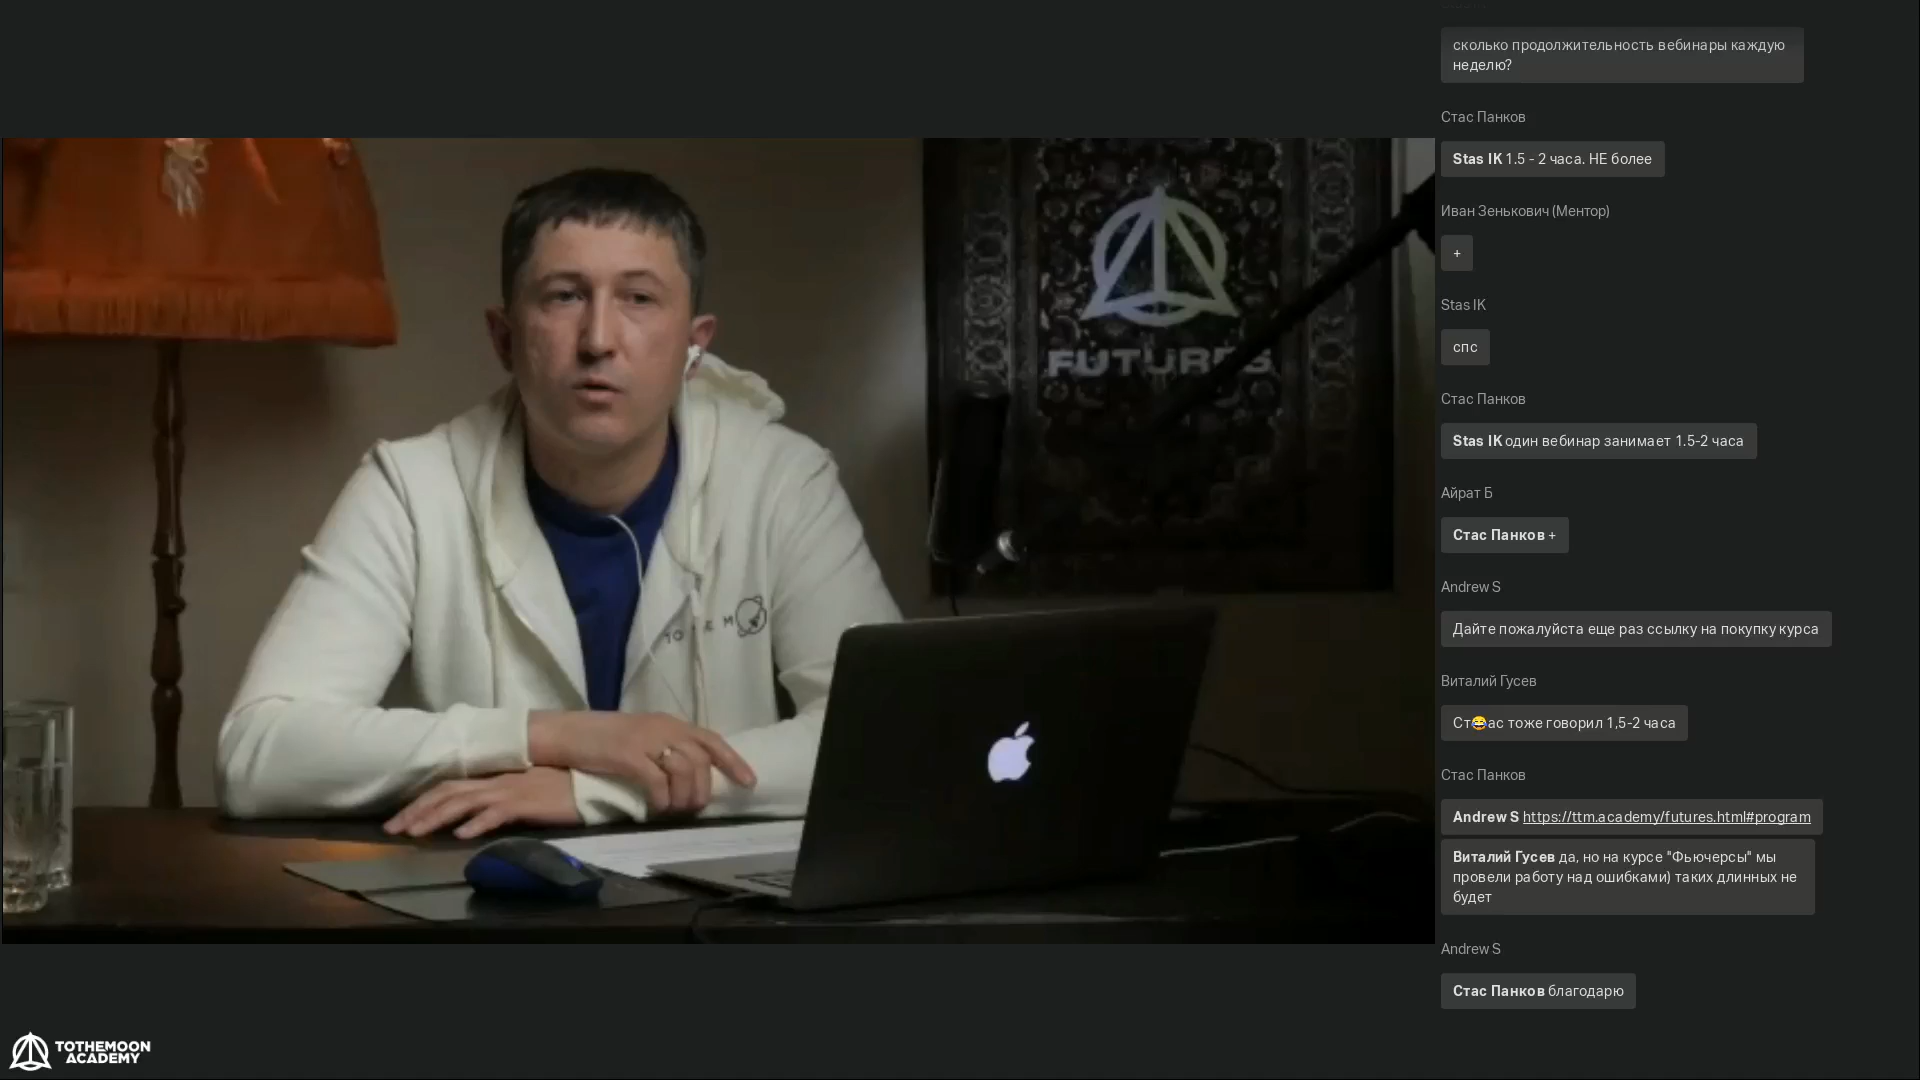 сколько продолжительность вебинары каждую
неделю?
Стас Панков
Stas IK 1.5 - 2 часа. НЕ более
Иван Зенькович (Ментор)
+
Stas IK
спс
Стас Панков
Stas IK один вебинар занимает 1.5-2 часа
Айрат Б
Стас Панков +
Andrew S
Дайте пожалуйста еще раз ссылку на покупку курса
Виталий Гусев
Ст😂ас тоже говорил 1,5-2 часа
Стас Панков
Andrew S https://ttm.academy/futures.html#program
Виталий Гусев да, но на курсе "Фьючерсы" мы
провели работу над ошибками) таких длинных не
будет
Andrew S
Стас Панков благодарю
FUTURES
TOTHEMOON
ACADEMY